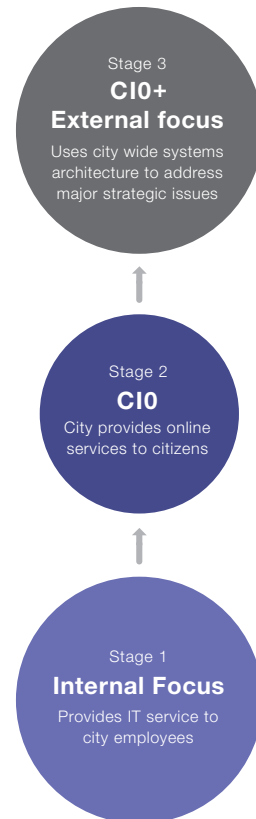 Stage 3
CI0+
External focus
Uses city wide systems
architecture to address
major strategic issues
Stage 2
CI0
City provides online
services to citizens
Stage 1
Internal Focus
Provides IT service to
city employees